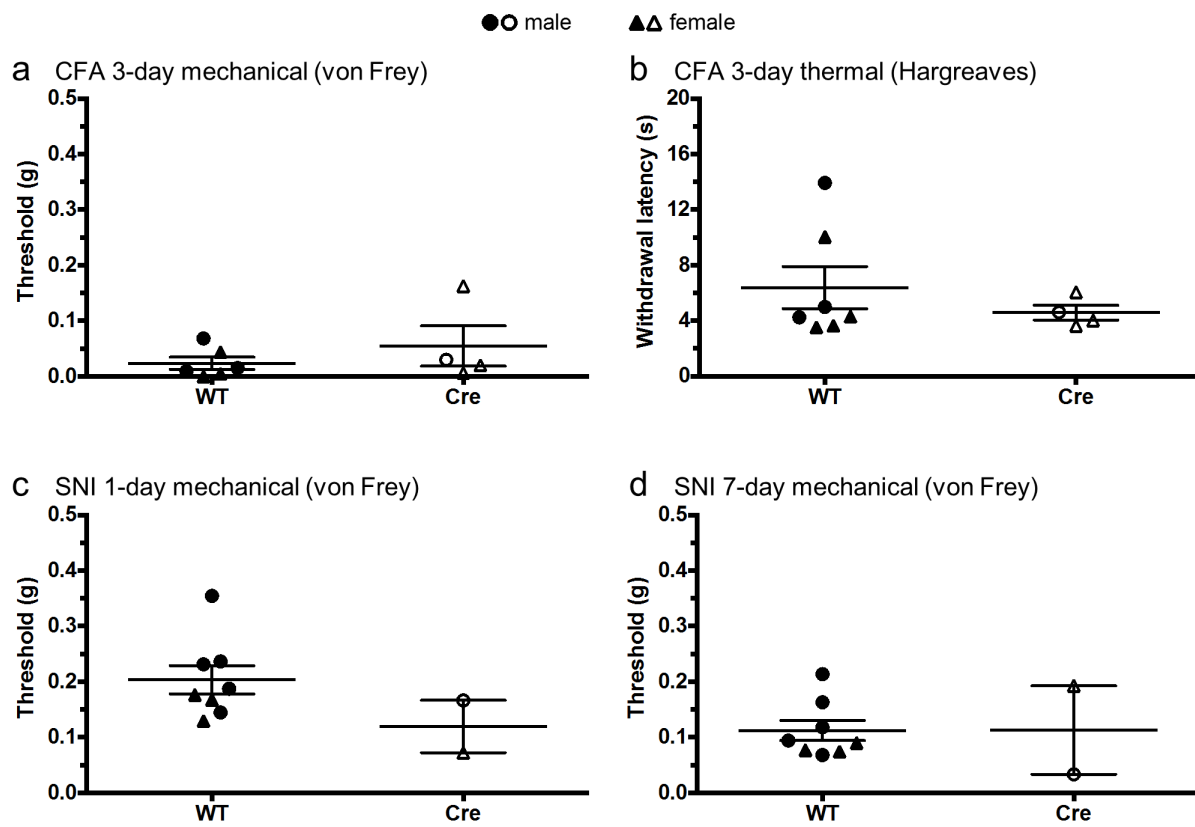 male female
a CFA 3-day mechanical (von Frey)
0.5
0.4
0.3
0.2
0.1
0.0
Threshold (g)
WT Cre
b CFA 3-day thermal (Hargreaves)
20
16
12
8
4
0
Withdrawal latency (s)
WT Cre
c SNI 1-day mechanical (von Frey)
0.5
0.4
0.3
0.2
0.1
0.0
Threshold (g)
WT Cre
d SNI 7-day mechanical (von Frey)
0.5
0.4
0.3
0.2
0.1
0.0
Threshold (g)
WT Cre